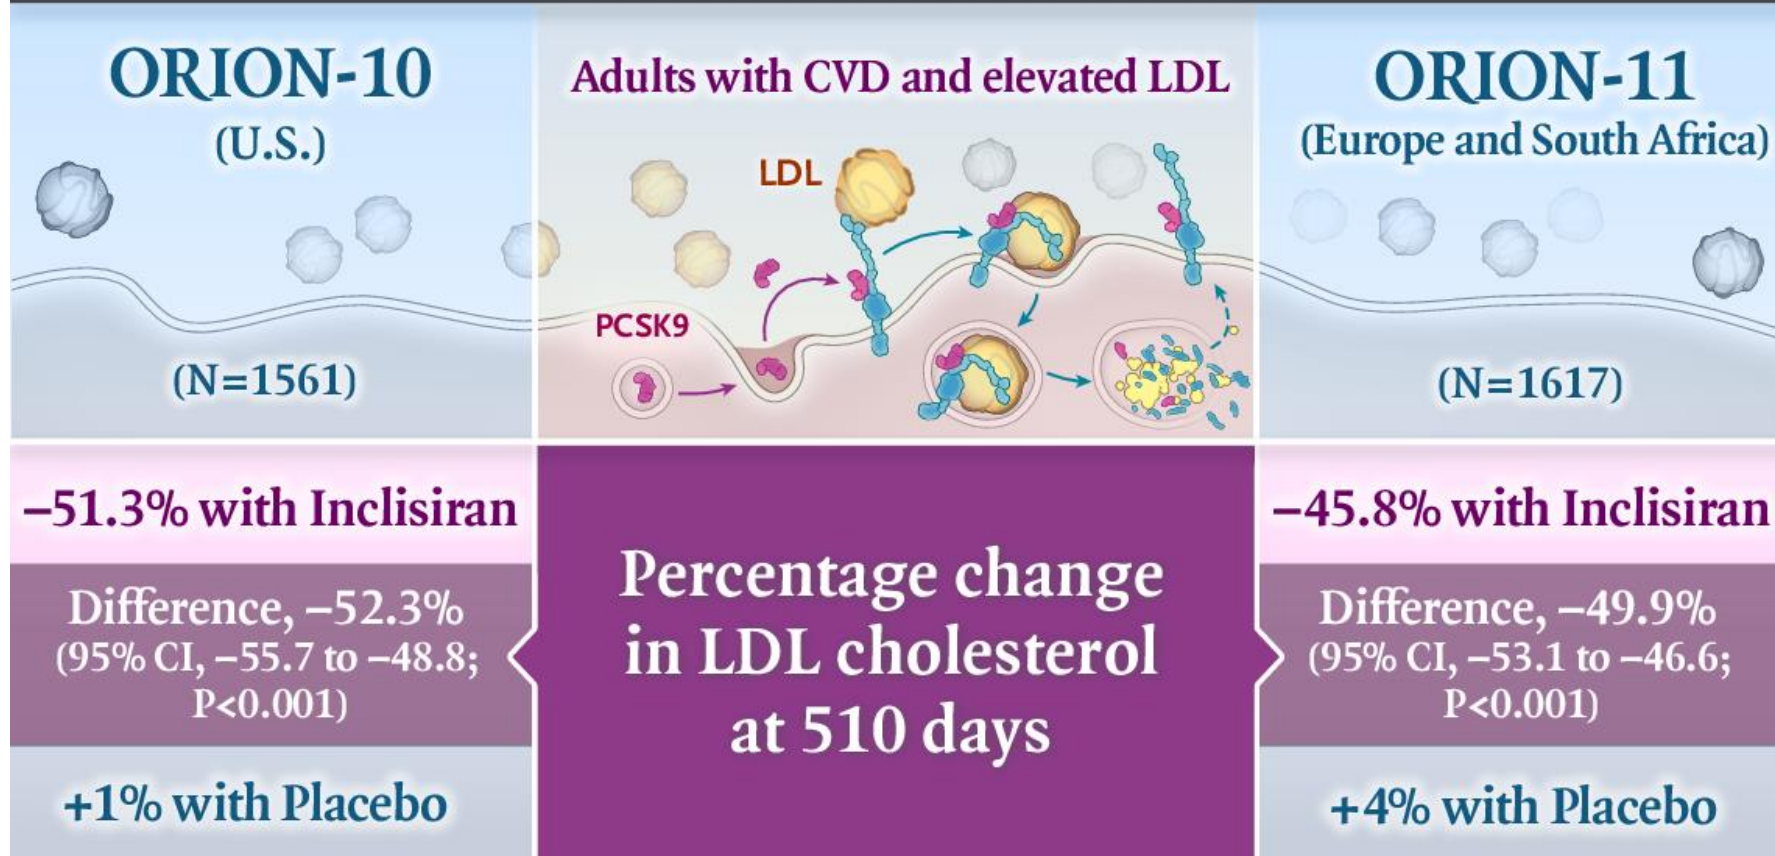 ORION-10
(U.S.)
(N=1561)
Adults with CVD and elevated LDL
LDL
PCSK9
ORION-11
(Europe and South Africa)
(N=1617)
–51.3% with Inclisiran
Difference, –52.3%
(95% CI, –55.7 to –48.8;
P<0.001)
+1% with Placebo
Percentage change
in LDL cholesterol
at 510 days
–45.8% with Inclisiran
Difference, –49.9%
(95% CI, –53.1 to –46.6;
P<0.001)
+4% with Placebo